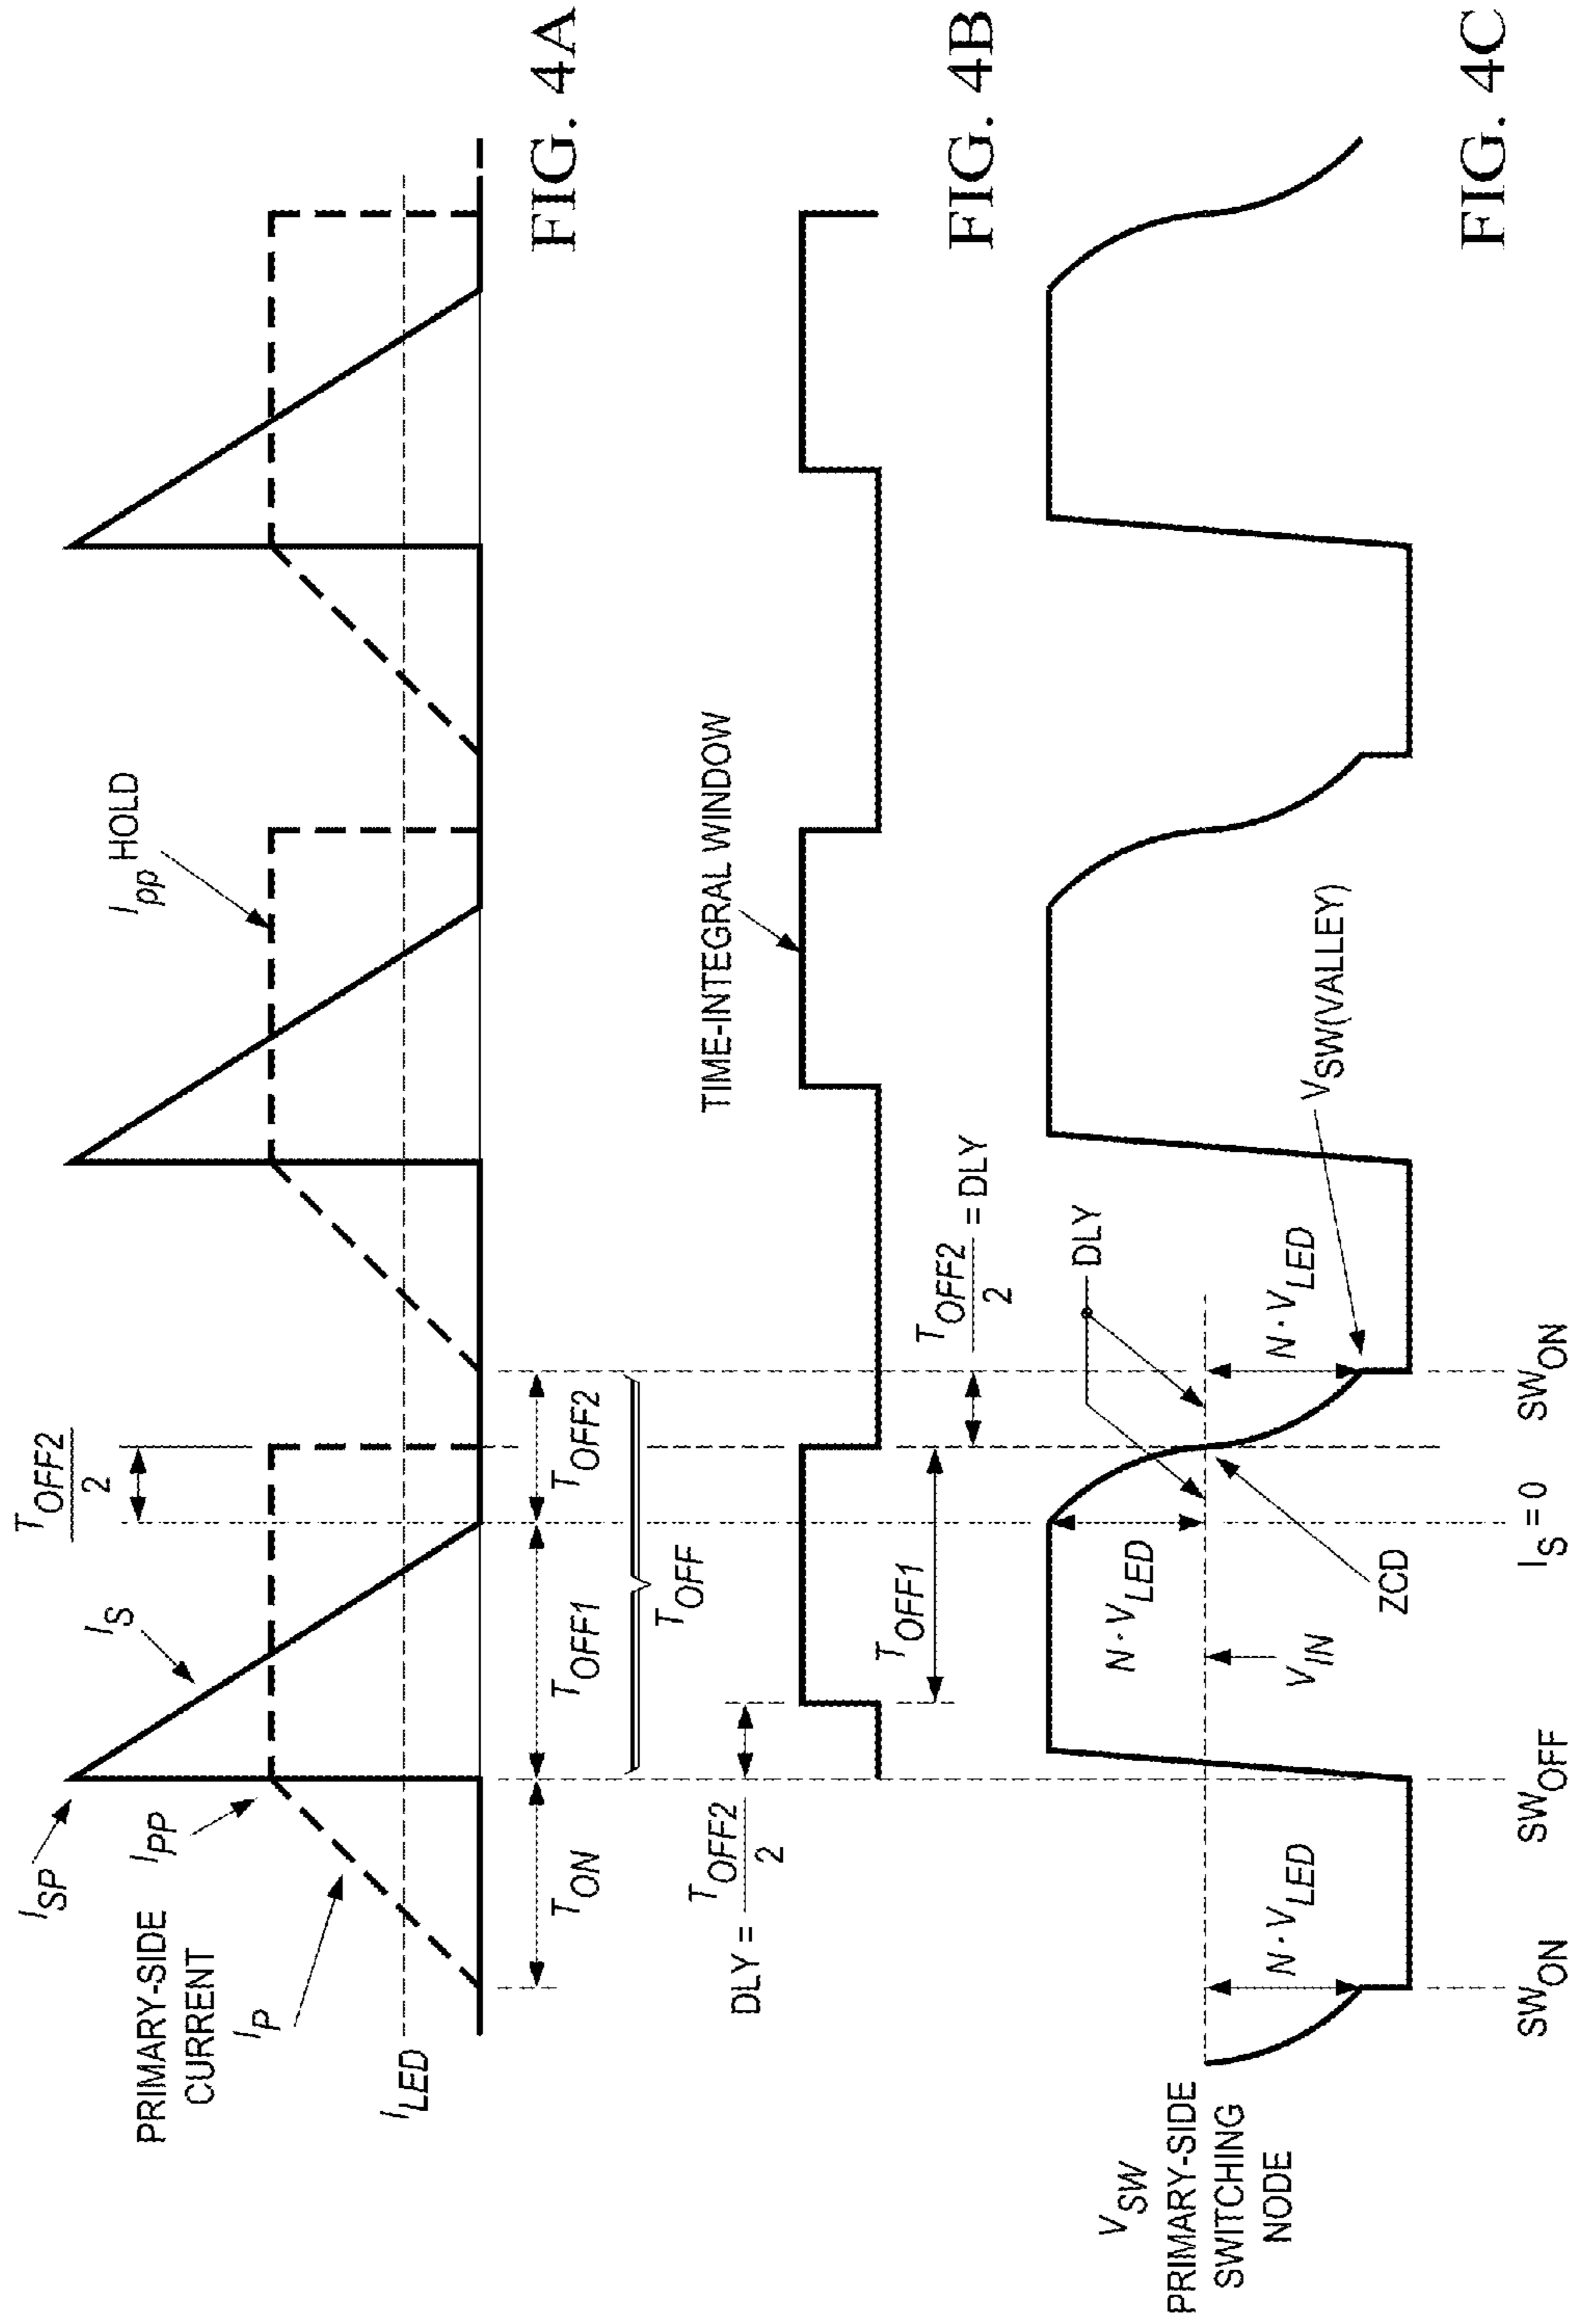 I_SP
I_PP
PRIMARY-SIDE
CURRENT
I_P
I_LED
I_S
T_OFF2
2
I_pp HOLD
T_ON
T_OFF1
T_OFF2
T_OFF
FIG. 4A
DLY = T_OFF2
2
TIME-INTEGRAL WINDOW
T_OFF1
T_OFF2 = DLY
2
FIG. 4B
V_SW
PRIMARY-SIDE
SWITCHING
NODE
N · V_LED
N · V_LED
V_IN
ZCD
DLY
N · V_LED
V_SW(VALLEY)
SW_ON
SW_OFF
I_S = 0
SW_ON
FIG. 4C